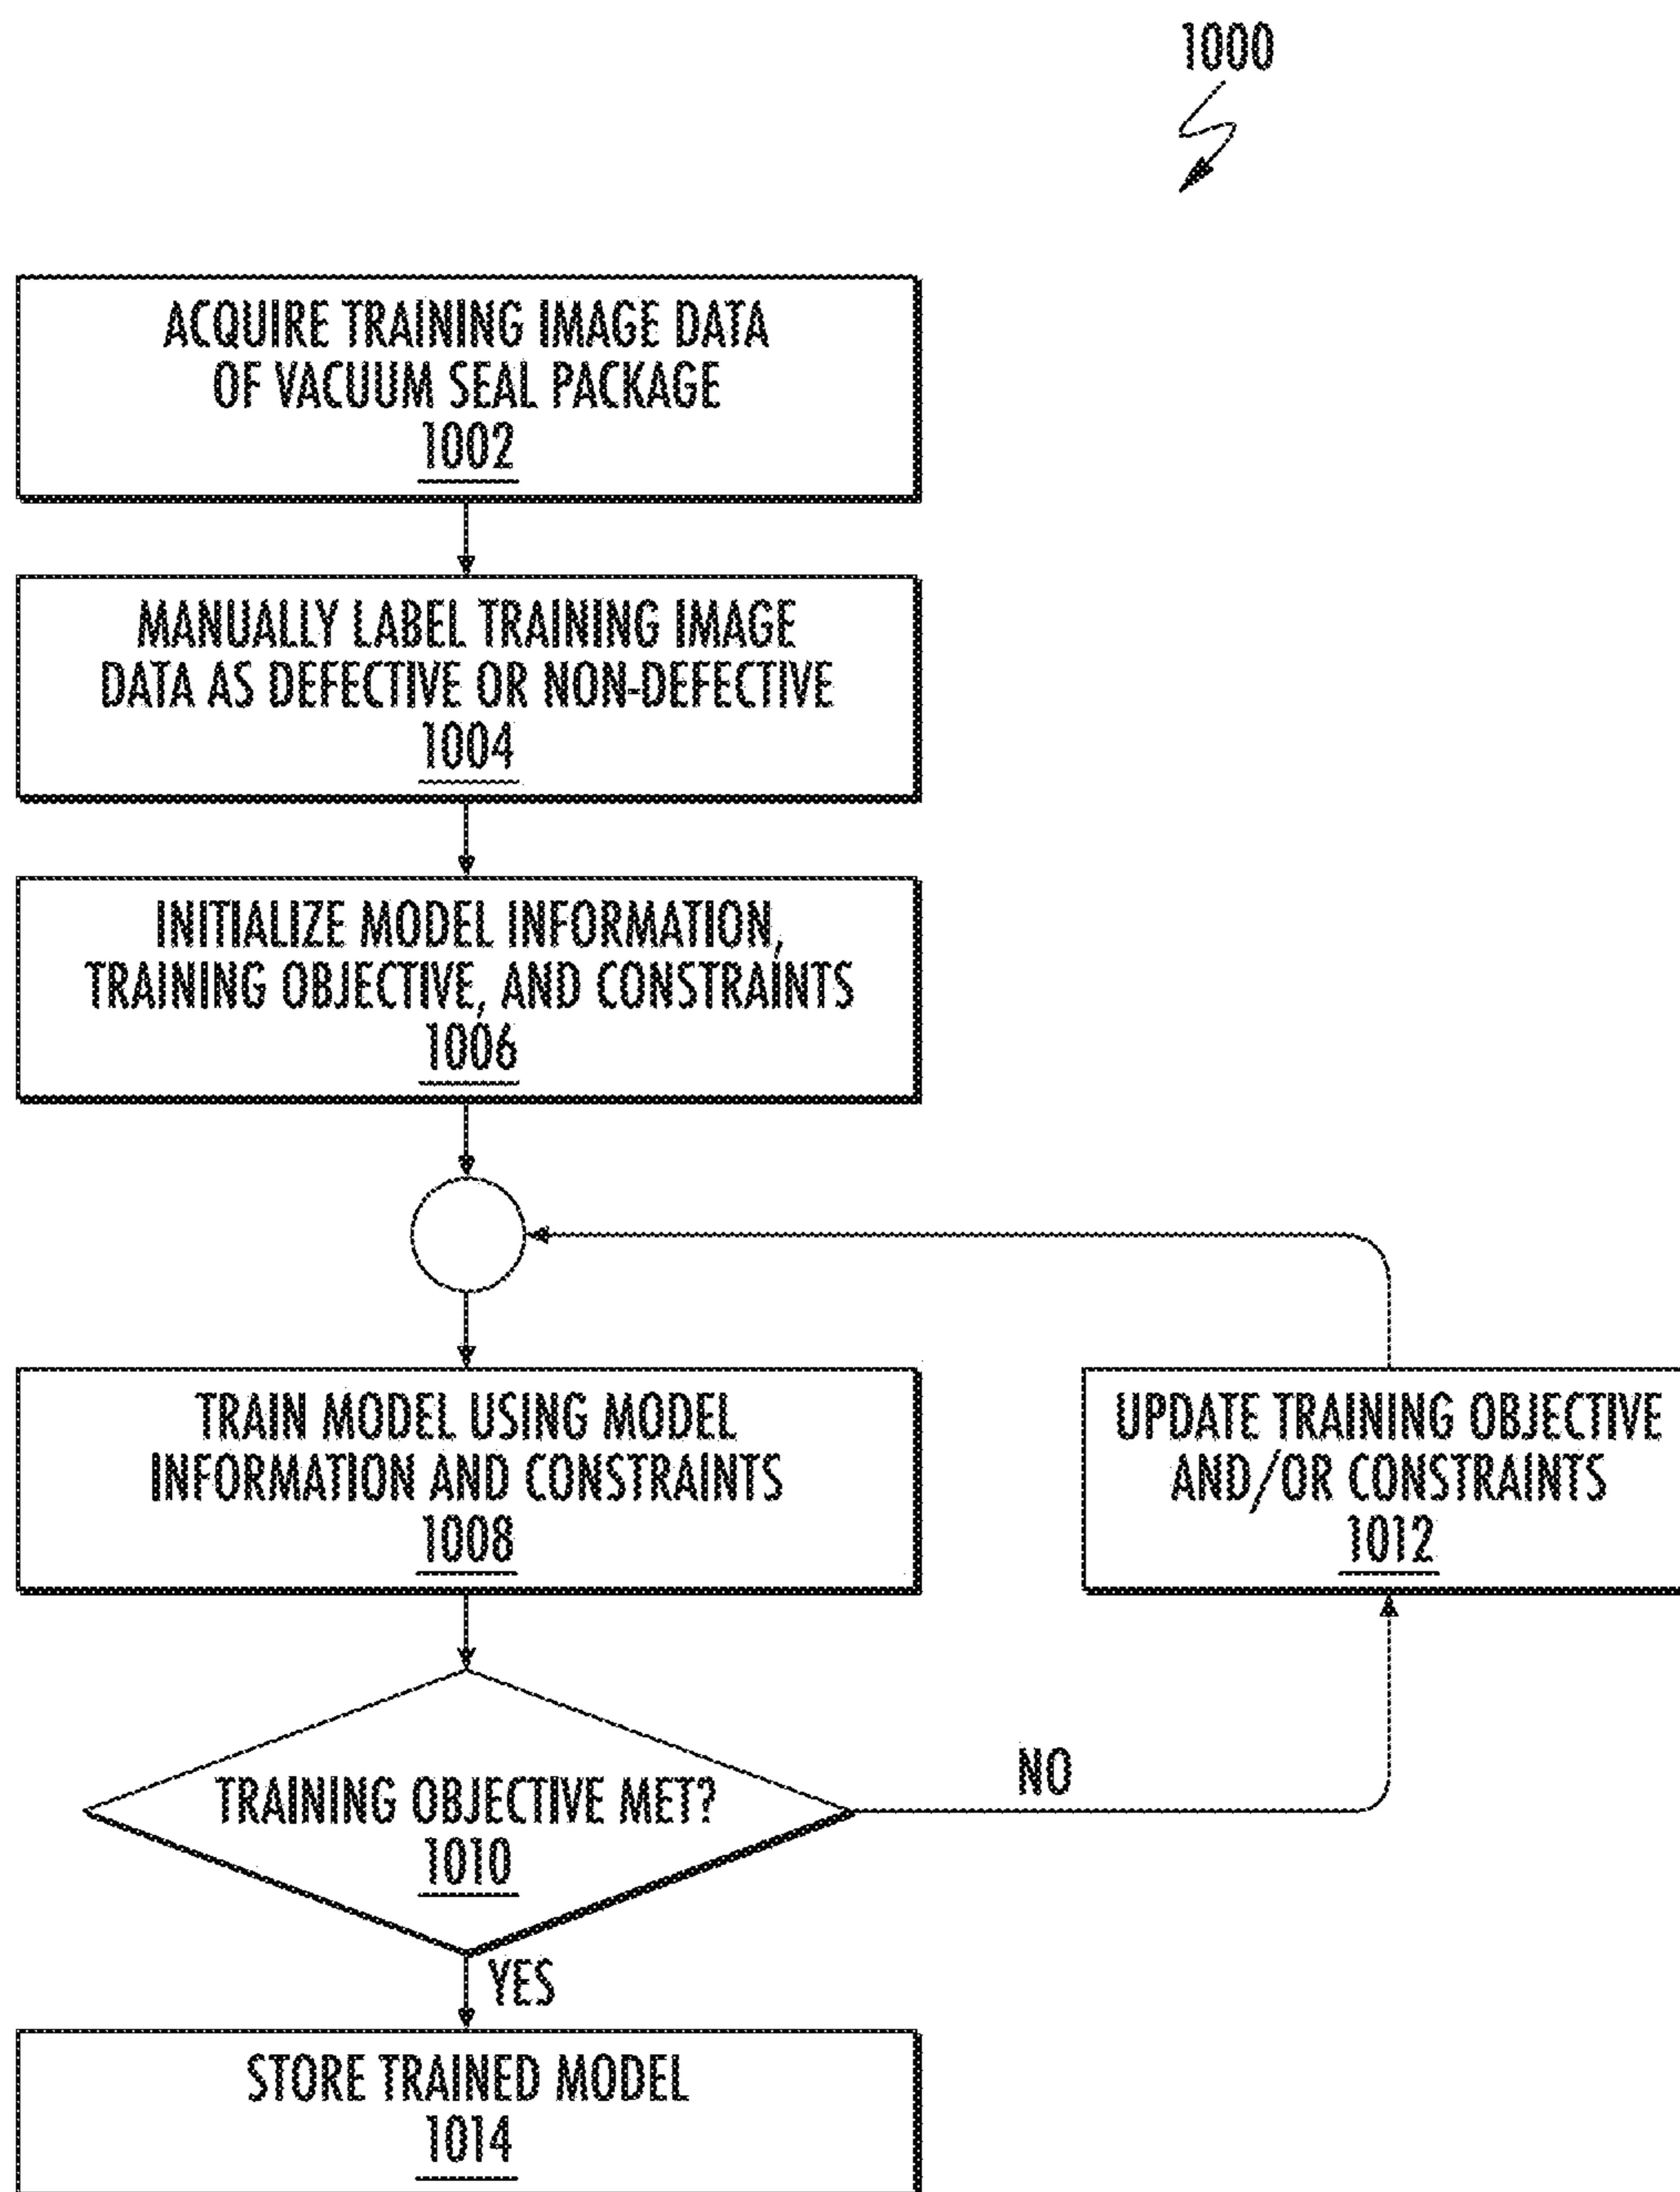 1000
ACQUIRE TRAINING IMAGE DATA
OF VACUUM SEAL PACKAGE
1002
MANUALLY LABEL TRAINING IMAGE
DATA AS DEFECTIVE OR NON-DEFECTIVE
1004
INITIALIZE MODEL INFORMATION,
TRAINING OBJECTIVE, AND CONSTRAINTS
1006
TRAIN MODEL USING MODEL
INFORMATION AND CONSTRAINTS
1008
UPDATE TRAINING OBJECTIVE
AND/OR CONSTRAINTS
1012
TRAINING OBJECTIVE MET?
1010
NO
YES
STORE TRAINED MODEL
1014